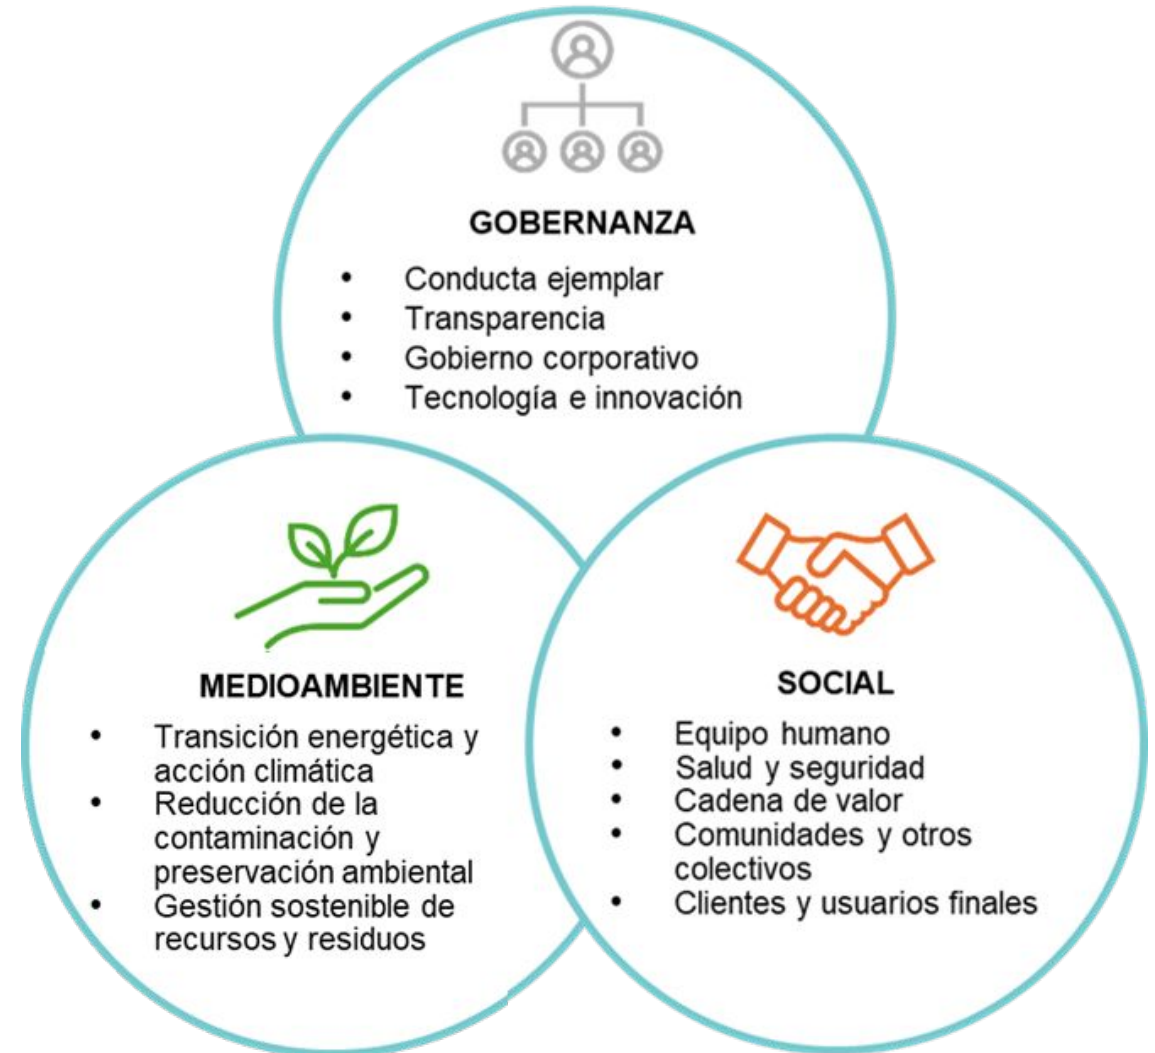 GOBERNANZA
• Conducta ejemplar
• Transparencia
• Gobierno corporativo
• Tecnología e innovación
MEDIOAMBIENTE
• Transición energética y
acción climática
• Reducción de la
contaminación y
preservación ambiental
• Gestión sostenible de
recursos y residuos
SOCIAL
• Equipo humano
• Salud y seguridad
• Cadena de valor
• Comunidades y otros
colectivos
• Clientes y usuarios finales